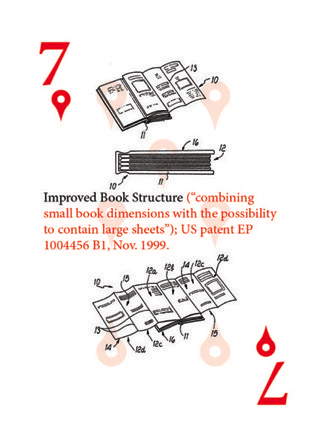 7
13
10
11
16
12
10
11
Improved Book Structure (“combining
small book dimensions with the possibility
to contain large sheets”); US patent EP
1004456 B1, Nov. 1999.
12d
12b
14
12c
12a
13
10
13
14
12d
12c
16
11
15
7